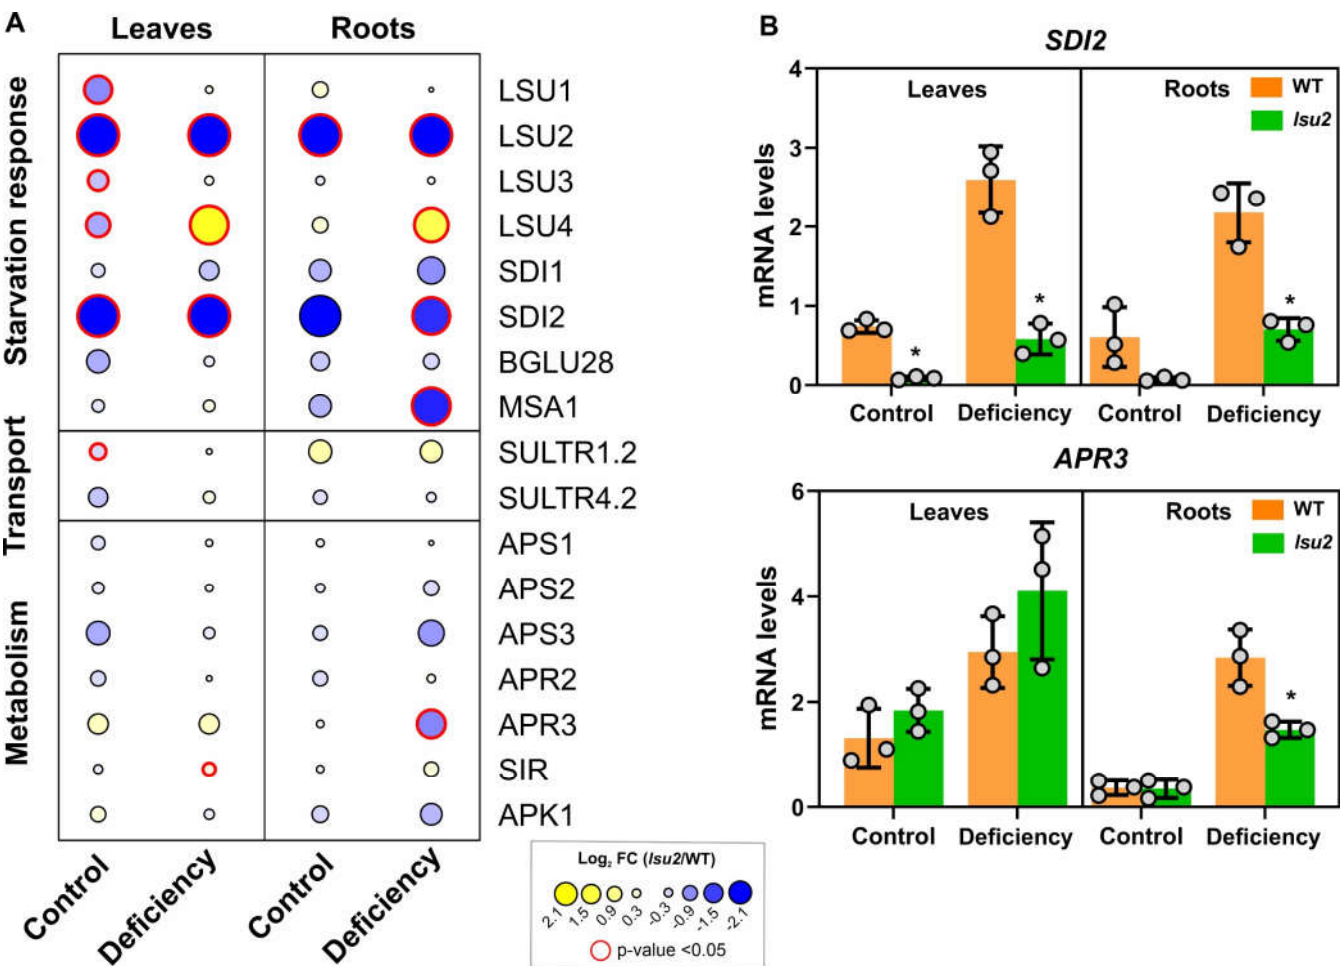 A
Leaves
Roots
Starvation response
Transport
Metabolism
LSU1
LSU2
LSU3
LSU4
SDI1
SDI2
BGLU28
MSA1
SULTR1.2
SULTR4.2
APS1
APS2
APS3
APR2
APR3
SIR
APK1
Control
Deficiency
Control
Deficiency
Log₂ FC (lsu2/WT)
2.1 1.5 0.9 0.3 -0.3 -0.9 -1.5 -2.1
p-value <0.05
B
SDI2
mRNA levels
4
3
2
1
0
Leaves
Roots
WT
lsu2
*
*
*
Control
Deficiency
Control
Deficiency
APR3
mRNA levels
6
4
2
0
Leaves
Roots
WT
lsu2
*
Control
Deficiency
Control
Deficiency